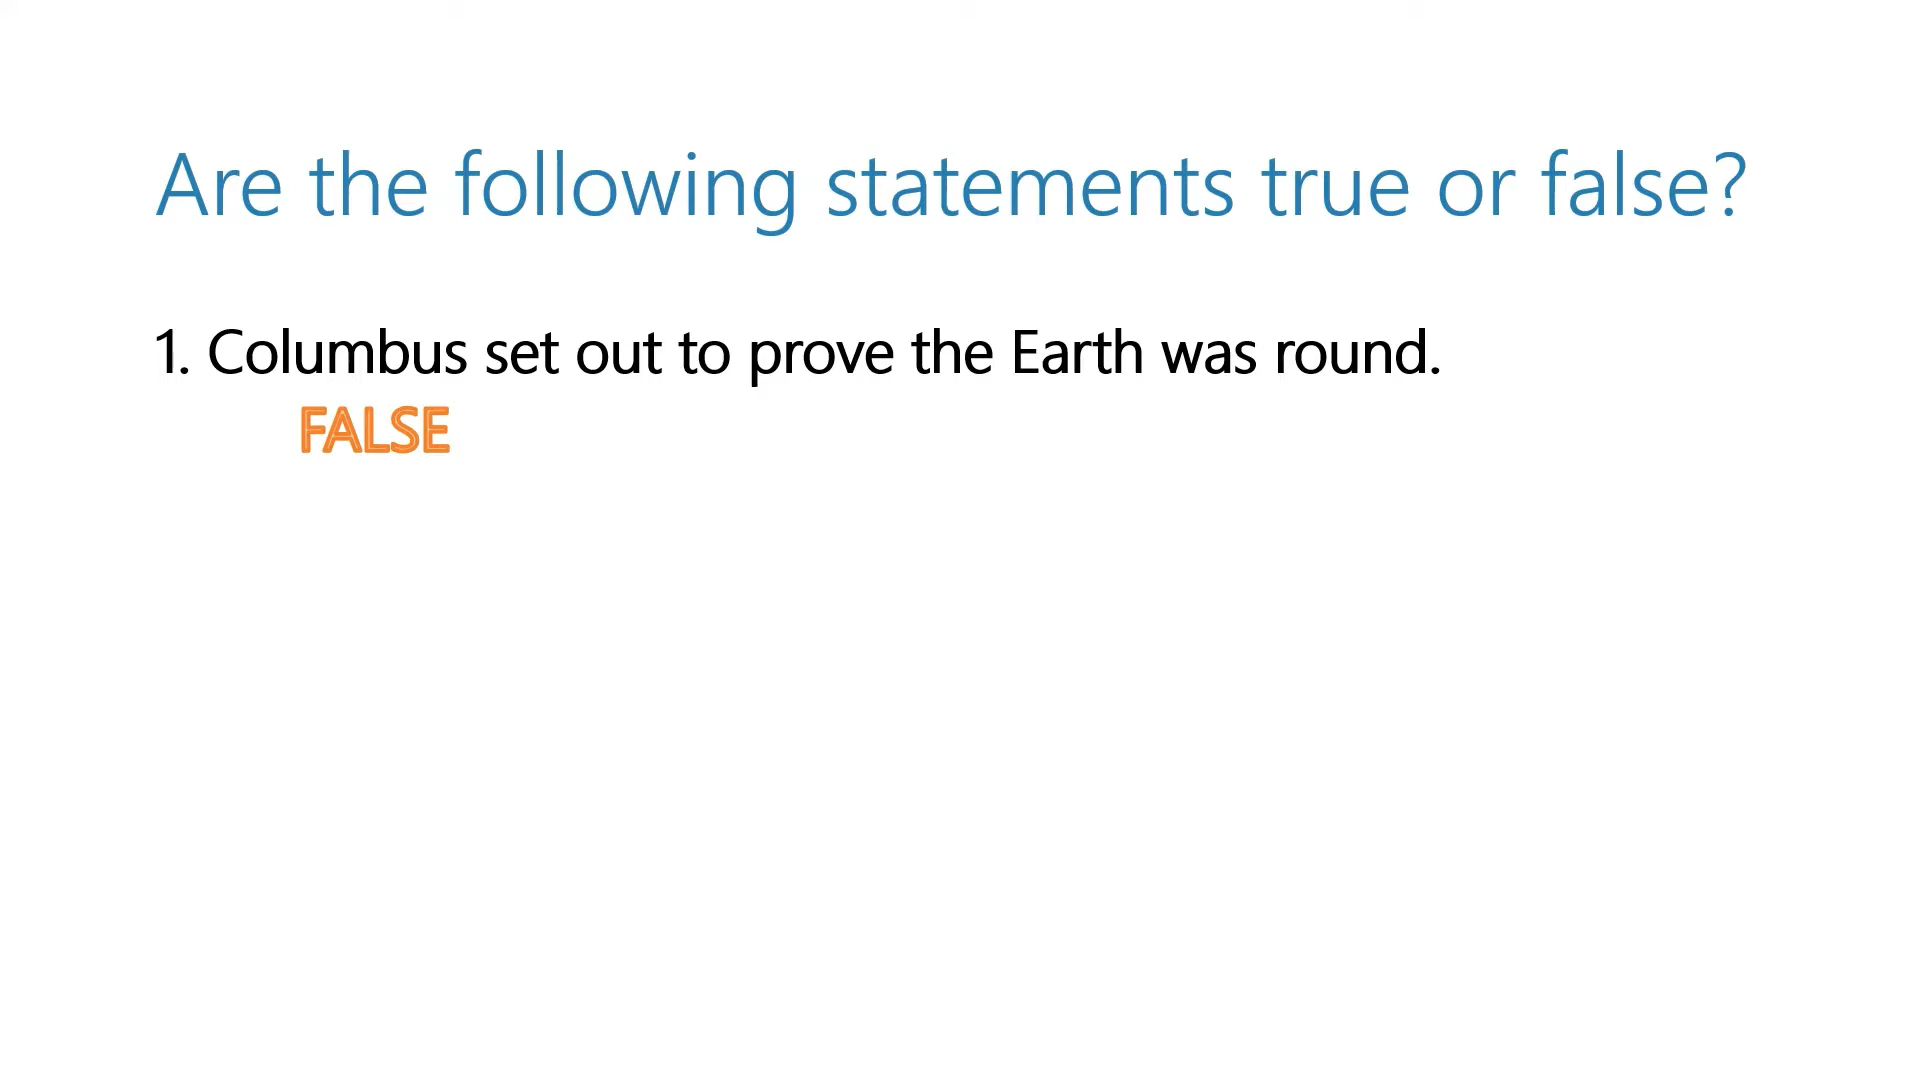 Are the following statements true or false?
1. Columbus set out to prove the Earth was round.
FALSE